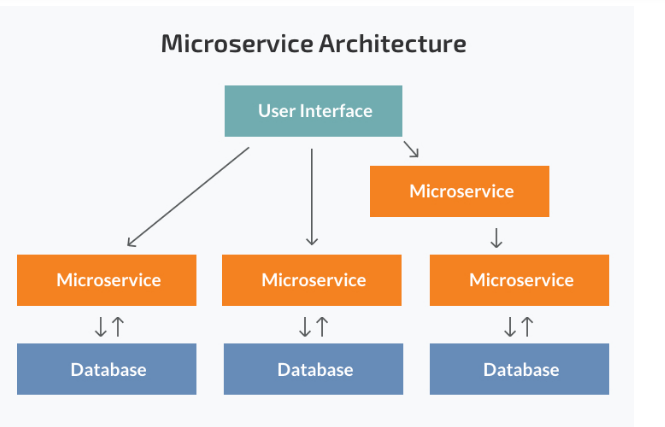 Microservice Architecture
User Interface
Microservice
Microservice
Microservice
Microservice
Database
Database
Database